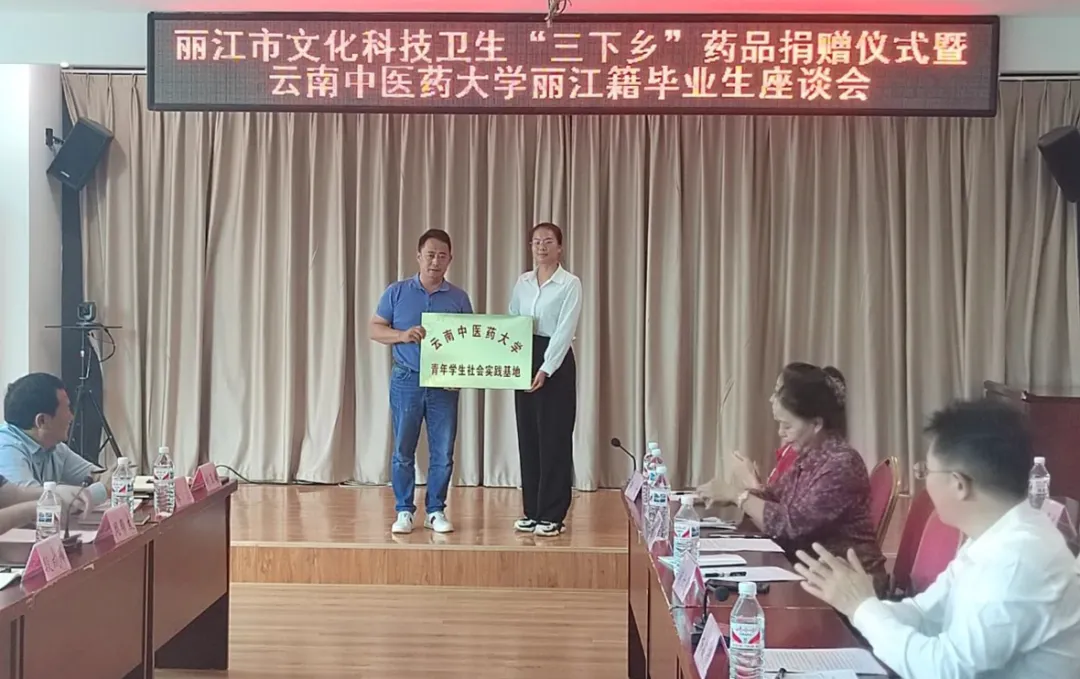 丽江市文化科技卫生“三下乡”药品捐赠仪式暨
云南中医药大学丽江籍毕业生座谈会
云南中医药大学
青年学生社会实践基地